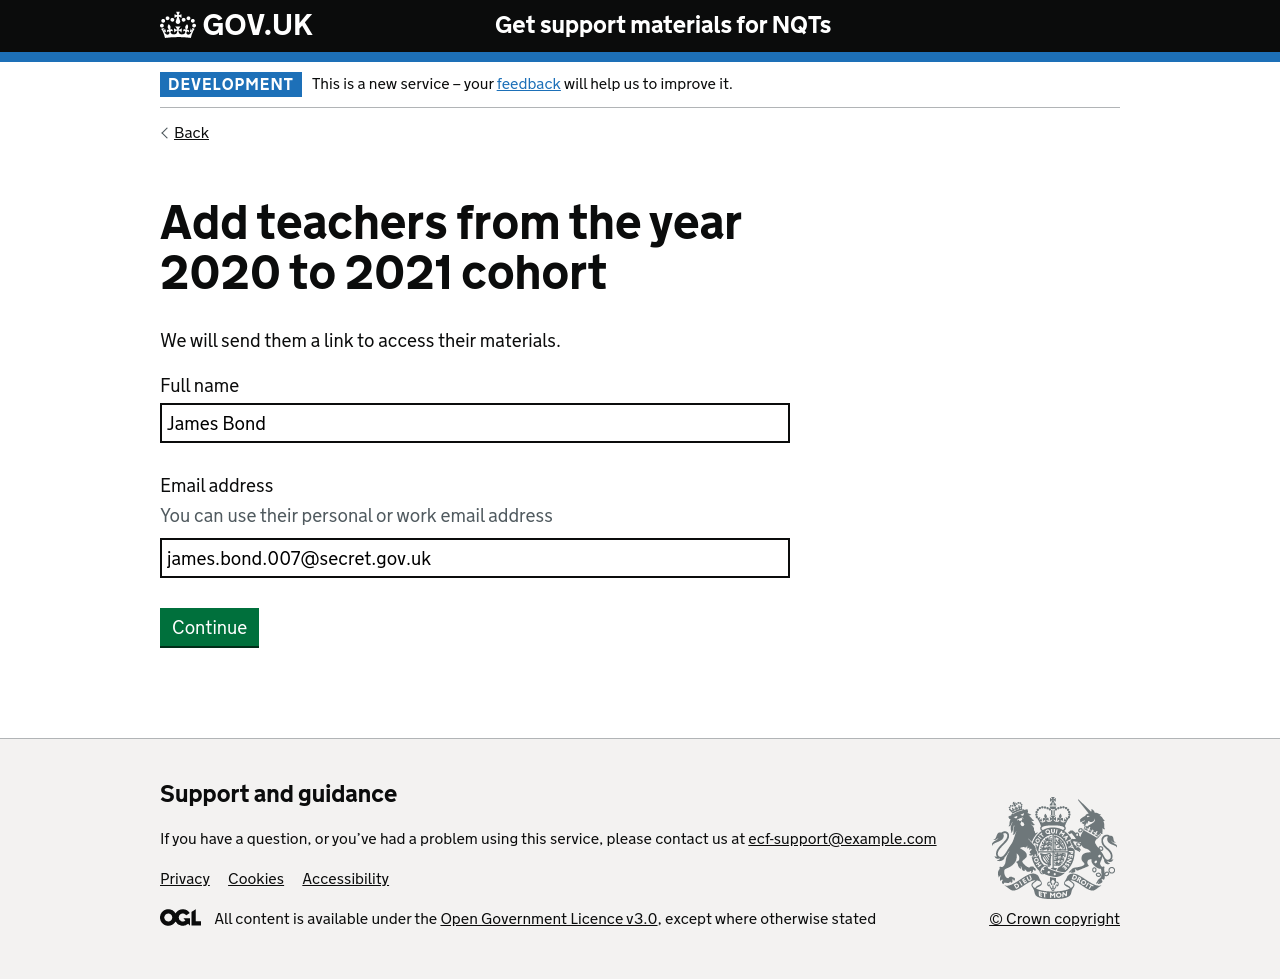 GOV.UK
Get support materials for NQTs
DEVELOPMENT This is a new service – your feedback will help us to improve it.
Back
Add teachers from the year
2020 to 2021 cohort
We will send them a link to access their materials.
Full name
James Bond
Email address
You can use their personal or work email address
james.bond.007@secret.gov.uk
Continue
Support and guidance
If you have a question, or you’ve had a problem using this service, please contact us at ecf-support@example.com
Privacy Cookies Accessibility
OGL All content is available under the Open Government Licence v3.0, except where otherwise stated
© Crown copyright